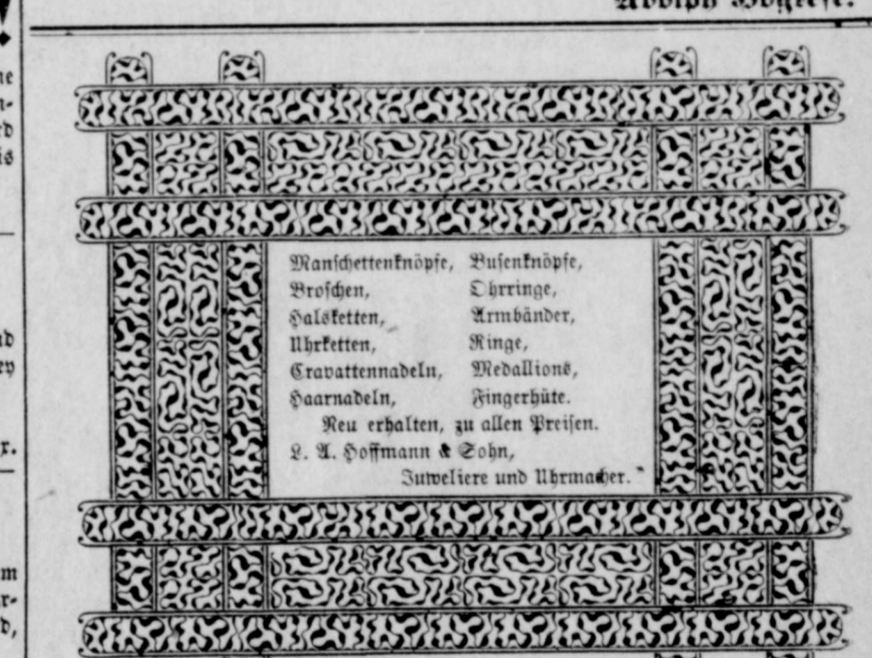 Manschettenknöpfe, Busenknöpfe,
Broschen, Ohrringe,
Halsketten, Armbänder,
Uhrketten, Ringe,
Cravattennadeln, Medallions,
Haarnadeln, Fingerhüte.
Neu erhalten, zu allen Preisen.
L. A. Hoffmann & Sohn,
Juweliere und Uhrmacher.